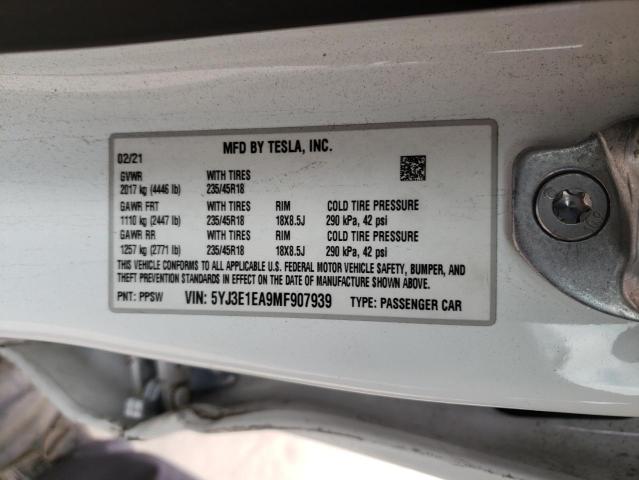 MFD BY TESLA, INC.
02/21
GVWR WITH TIRES
2017 kg (4446 lb) 235/45R18
GAWR FRT WITH TIRES RIM COLD TIRE PRESSURE
1110 kg (2447 lb) 235/45R18 18X8.5J 290 kPa, 42 psi
GAWR RR WITH TIRES RIM COLD TIRE PRESSURE
1257 kg (2771 lb) 235/45R18 18X8.5J 290 kPa, 42 psi
THIS VEHICLE CONFORMS TO ALL APPLICABLE U.S. FEDERAL MOTOR VEHICLE SAFETY, BUMPER, AND
THEFT PREVENTION STANDARDS IN EFFECT ON THE DATE OF MANUFACTURE SHOWN ABOVE.
PNT: PPSW VIN: 5YJ3E1EA9MF907939 TYPE: PASSENGER CAR